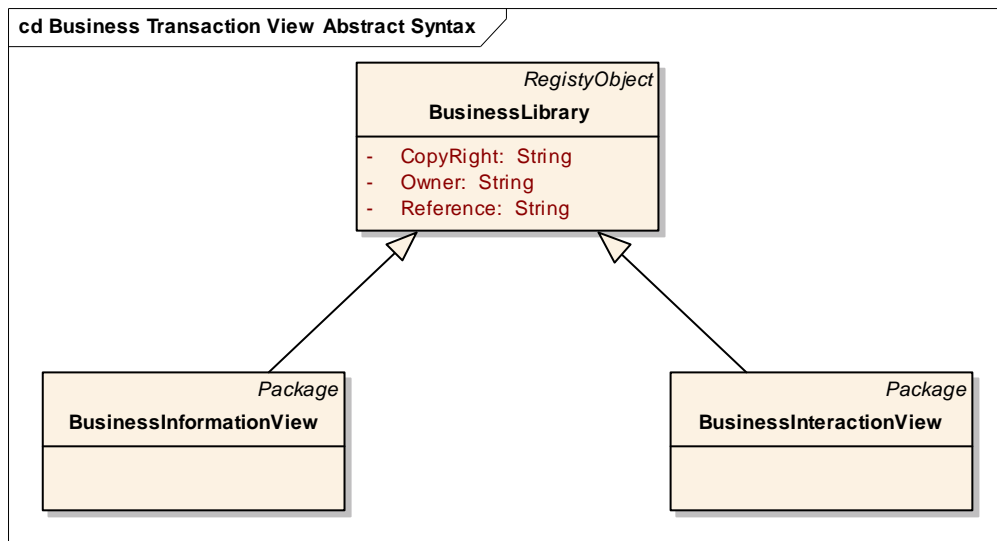 cd Business Transaction View Abstract Syntax
RegistyObject
BusinessLibrary
- CopyRight: String
- Owner: String
- Reference: String
Package
BusinessInformationView
Package
BusinessInteractionView